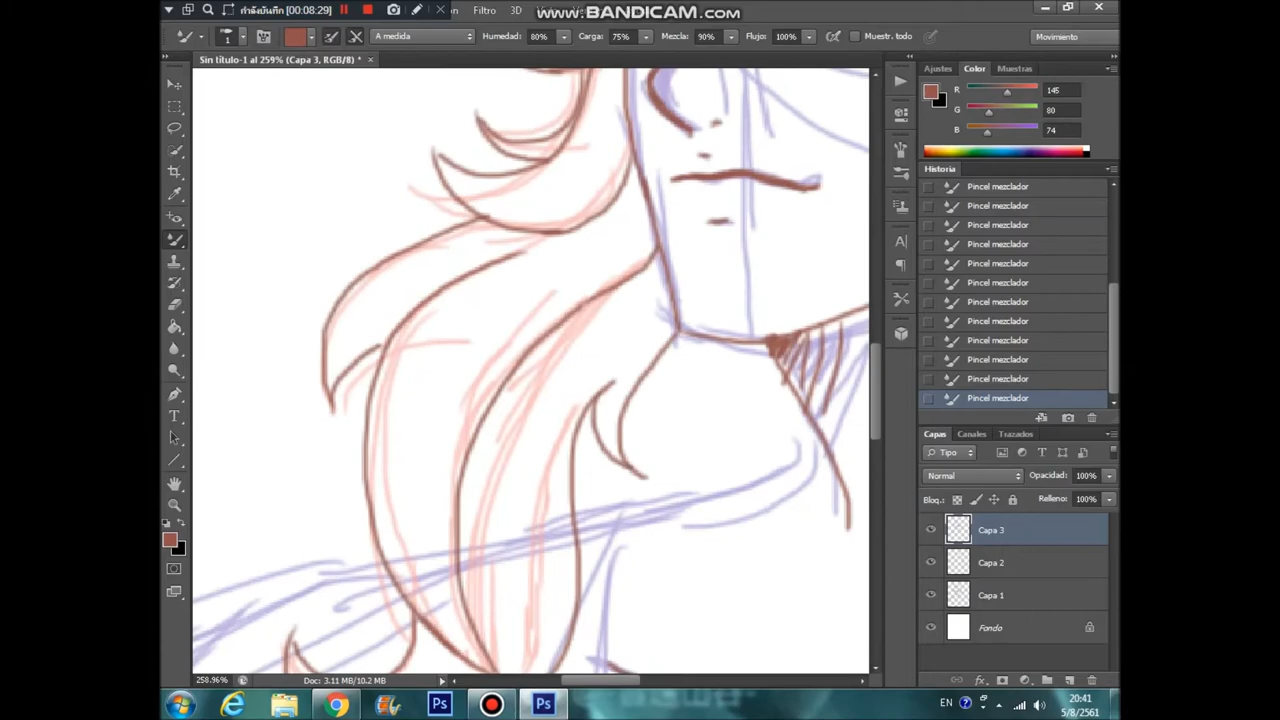 กำลังบันทึก [00:08:29]
ón Filtro 3D
www.BANDICAM.com
1 A medida Humedad: 80% Carga: 75% Mezcla: 90% Flujo: 100% Muestr. todo Movimiento
Sin título-1 al 259% (Capa 3, RGB/8) *
Ajustes Color Muestras
R 145
G 80
B 74
Historia
Pincel mezclador
Pincel mezclador
Pincel mezclador
Pincel mezclador
Pincel mezclador
Pincel mezclador
Pincel mezclador
Pincel mezclador
Pincel mezclador
Pincel mezclador
Pincel mezclador
Pincel mezclador
Capas Canales Trazados
Tipo
Normal Opacidad: 100%
Bloq.: Relleno: 100%
Capa 3
Capa 2
Capa 1
Fondo
258.96% Doc: 3.11 MB/10.2 MB
EN 20:41
5/8/2561